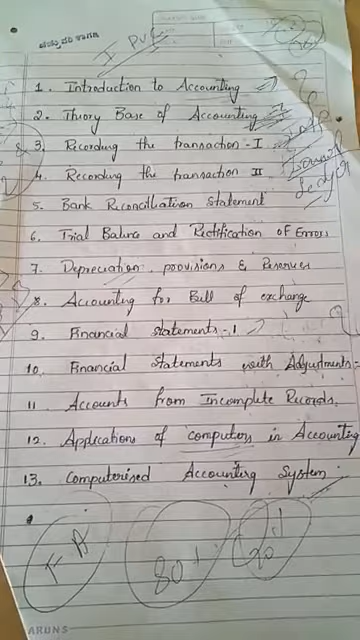 I PUC
1. Introduction to Accounting
2. Theory Base of Accounting
3. Recording the transaction - I
4. Recording the transaction II
5. Bank Reconciliation Statement
6. Trial Balance and Rectification of Errors
7. Depreciation, provisions & Reserves
8. Accounting for Bill of exchange
9. Financial statements - 1
10. Financial Statements with Adjustments:-
11 Accounts from Incomplete Records.
12. Applications of computers in Accounting
13. Computerised Accounting System.
F A
80
20
ARUNS